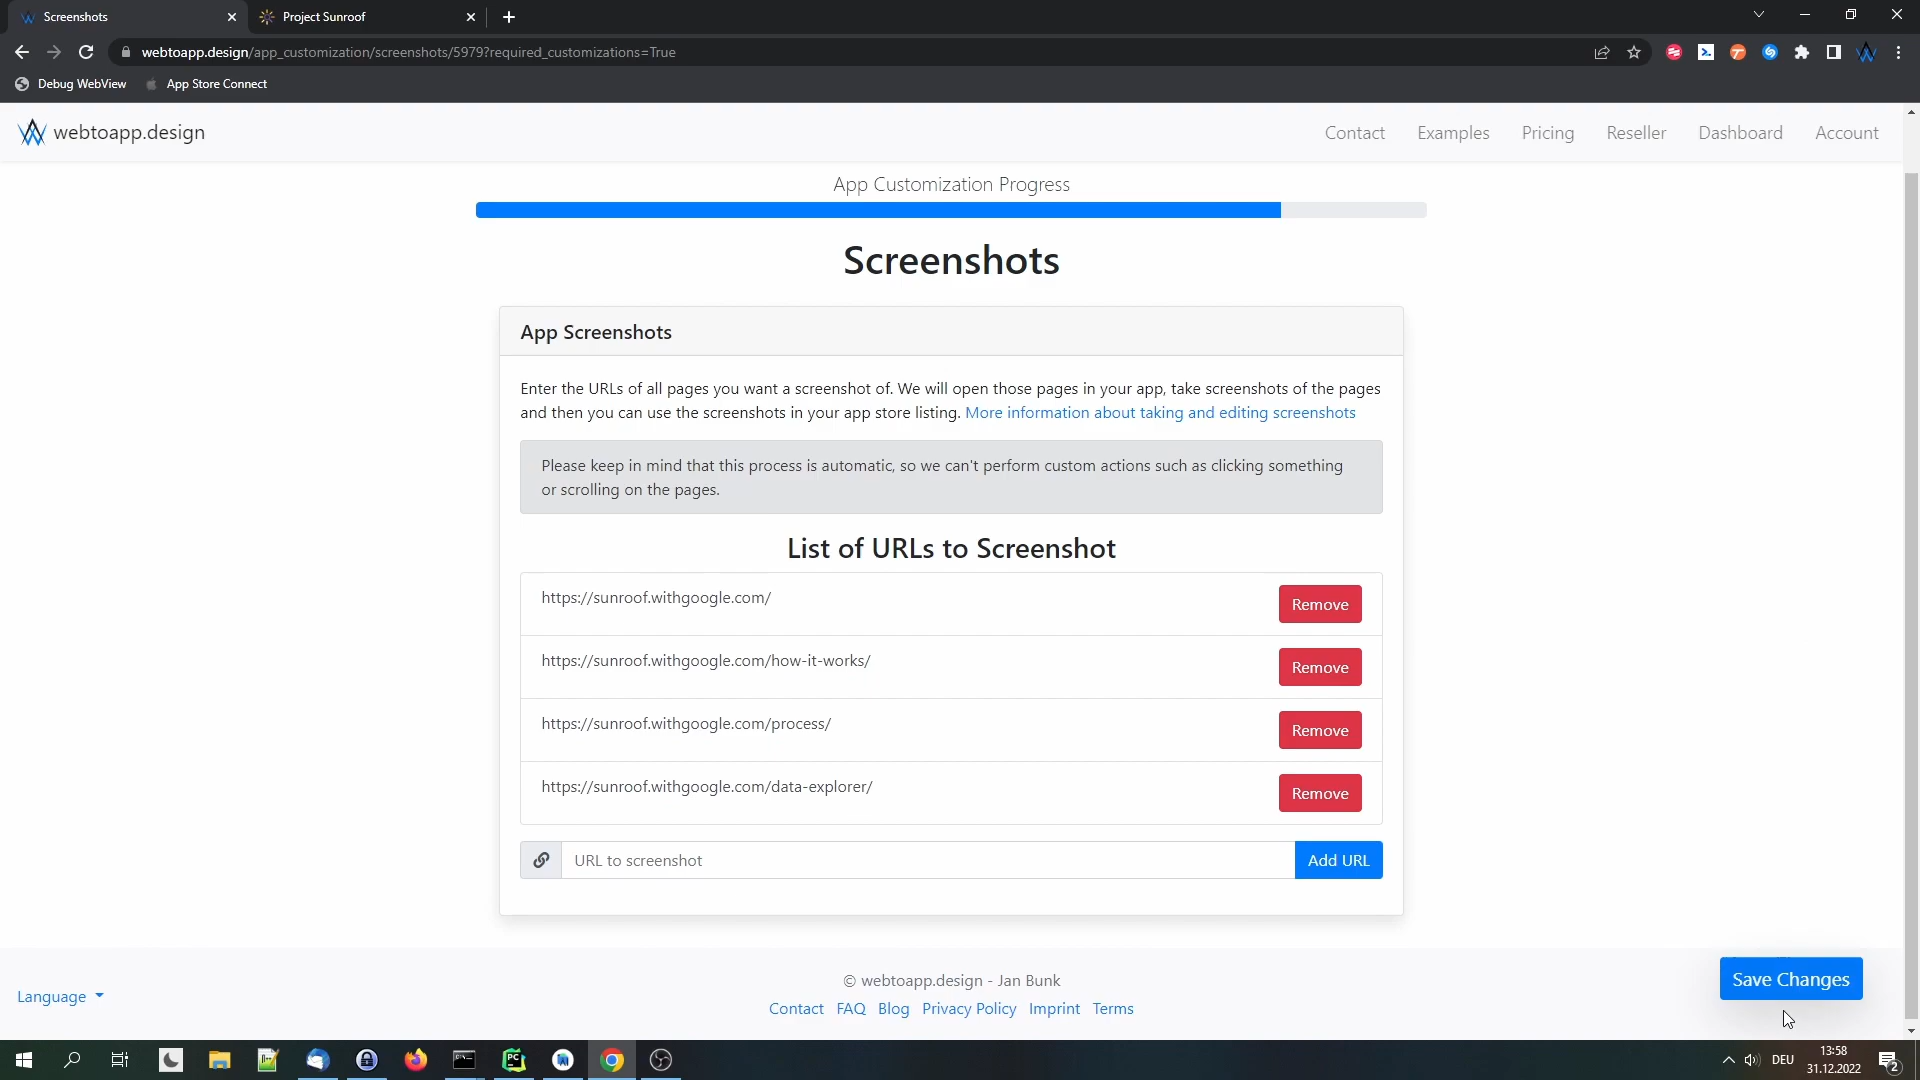 Screenshots
Project Sunroof
webtoapp.design/app_customization/screenshots/5979?required_customizations=True
Debug WebView
App Store Connect
webtoapp.design
Contact
Examples
Pricing
Reseller
Dashboard
Account
App Customization Progress
Screenshots
App Screenshots
Enter the URLs of all pages you want a screenshot of. We will open those pages in your app, take screenshots of the pages
and then you can use the screenshots in your app store listing. More information about taking and editing screenshots
Please keep in mind that this process is automatic, so we can't perform custom actions such as clicking something
or scrolling on the pages.
List of URLs to Screenshot
https://sunroof.withgoogle.com/
Remove
https://sunroof.withgoogle.com/how-it-works/
Remove
https://sunroof.withgoogle.com/process/
Remove
https://sunroof.withgoogle.com/data-explorer/
Remove
URL to screenshot
Add URL
© webtoapp.design - Jan Bunk
Save Changes
Language
Contact FAQ Blog Privacy Policy Imprint Terms
DEU
13:58
31.12.2022
2